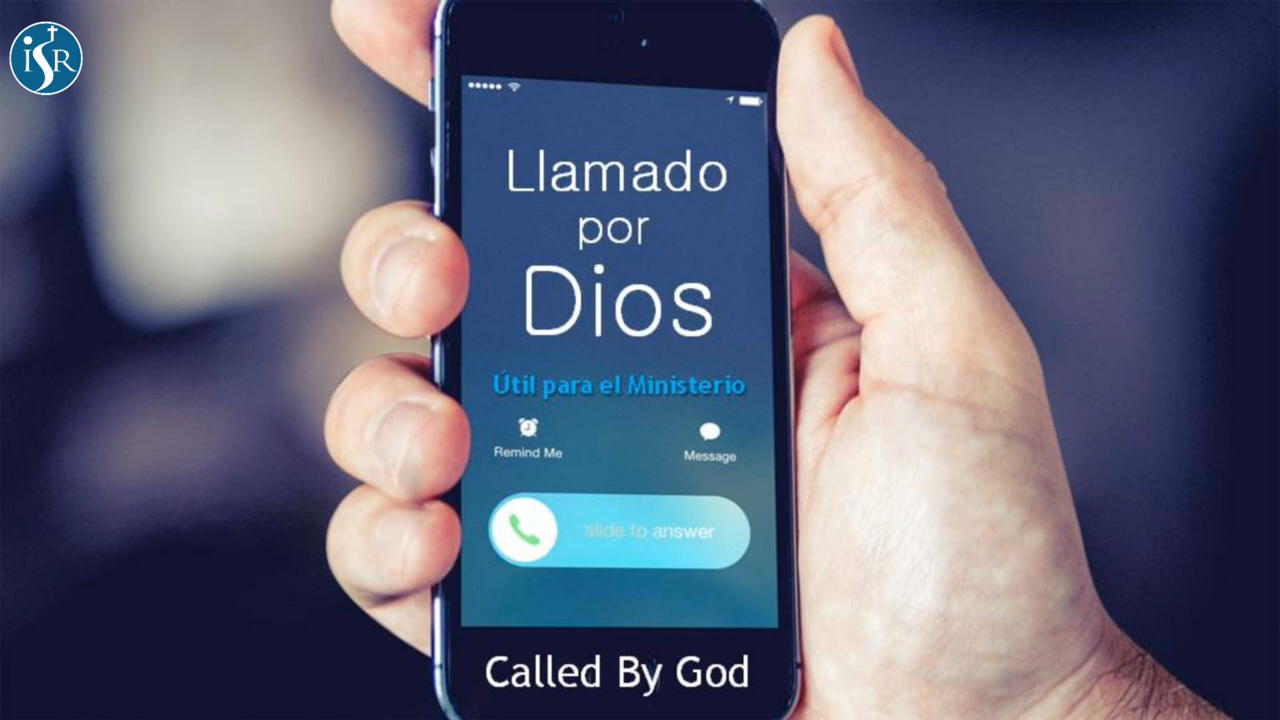 iSR
Llamado
por
Dios
Útil para el Ministerio
Remind Me
Message
slide to answer
Called By God